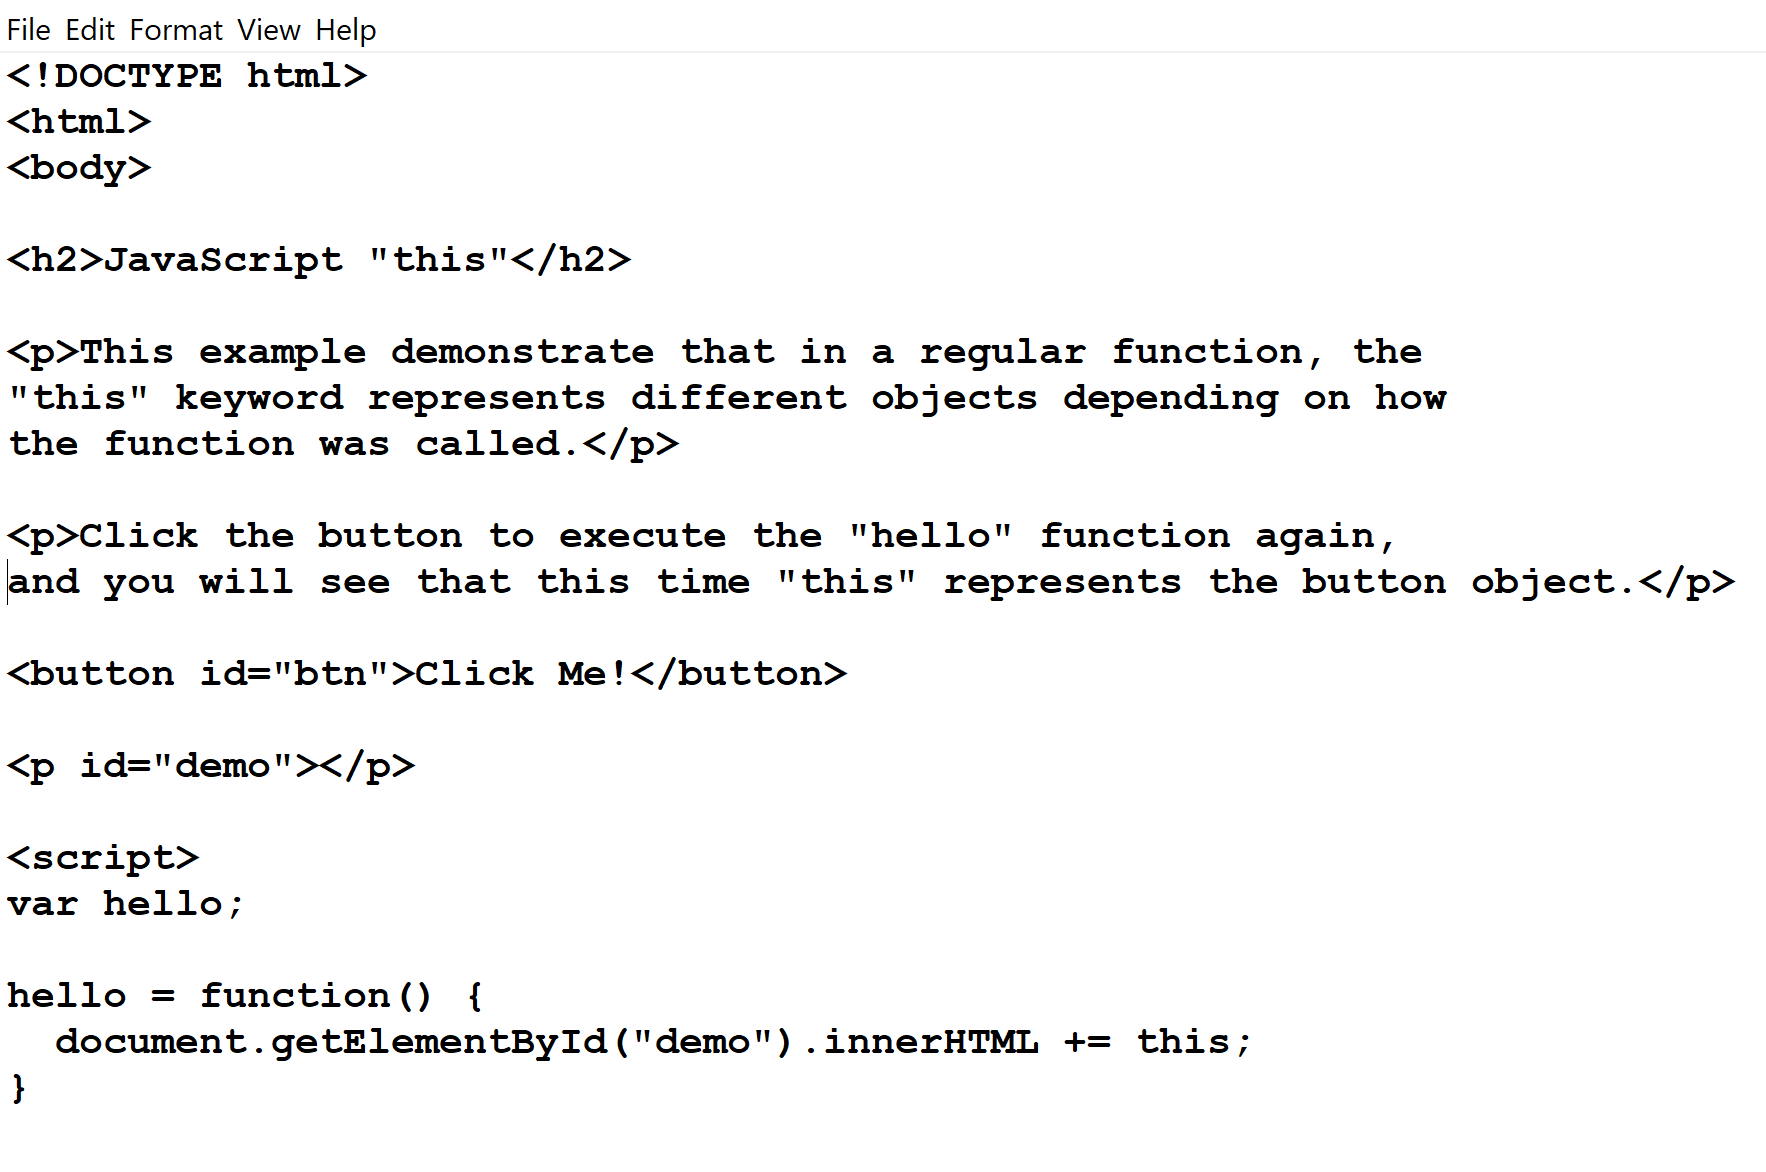 File Edit Format View Help
<!DOCTYPE html>
<html>
<body>
<h2>JavaScript "this"</h2>
<p>This example demonstrate that in a regular function, the
"this" keyword represents different objects depending on how
the function was called.</p>
<p>Click the button to execute the "hello" function again,
and you will see that this time "this" represents the button object.</p>
<button id="btn">Click Me!</button>
<p id="demo"></p>
<script>
var hello;
hello = function() {
  document.getElementById("demo").innerHTML += this;
}